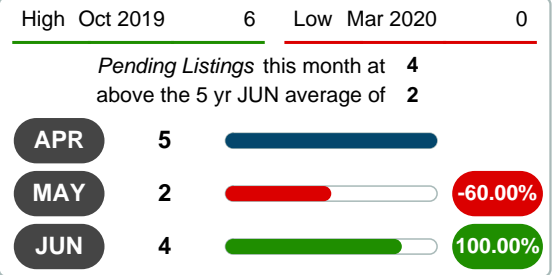 High Oct 2019 6 Low Mar 2020 0
Pending Listings this month at 4
above the 5 yr JUN average of 2
APR 5
MAY 2 -60.00%
JUN 4 100.00%